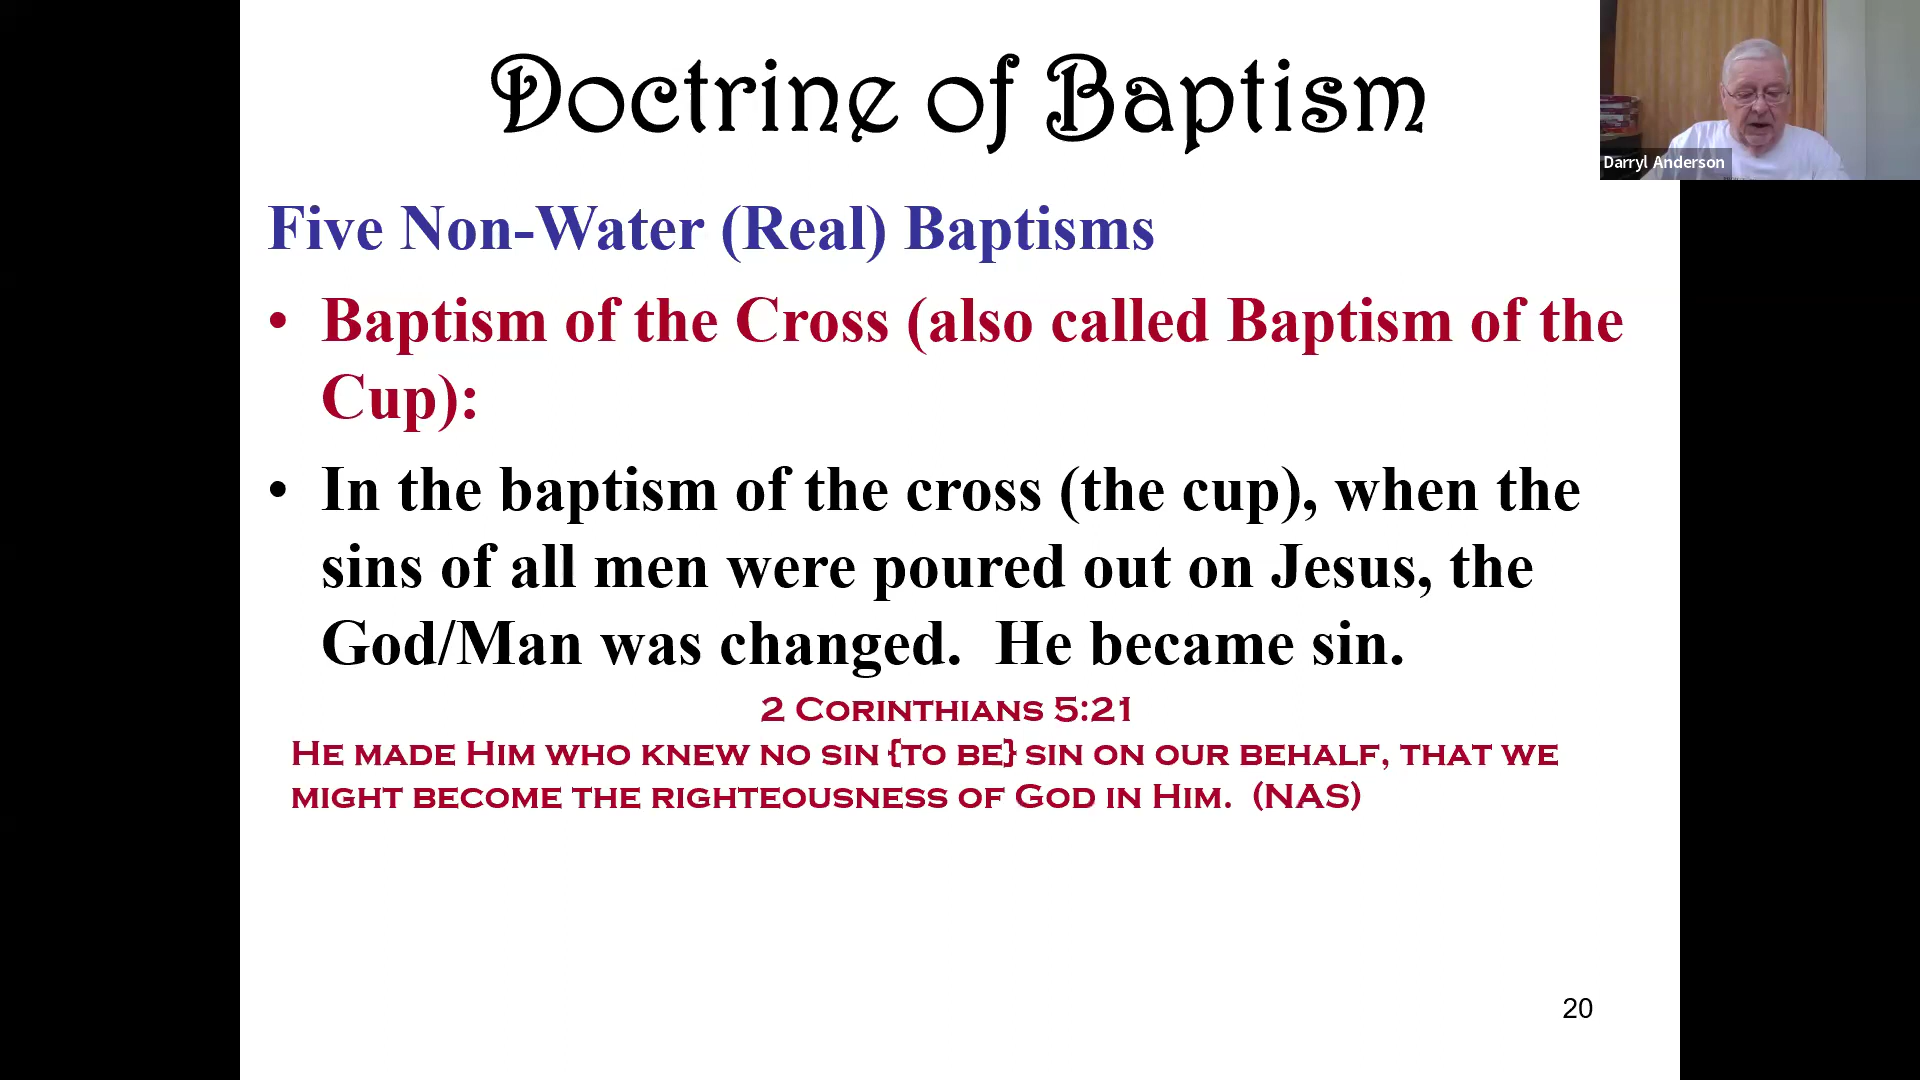 Doctrine of Baptism
Darryl Anderson
Five Non-Water (Real) Baptisms
• Baptism of the Cross (also called Baptism of the
Cup):
• In the baptism of the cross (the cup), when the
sins of all men were poured out on Jesus, the
God/Man was changed.  He became sin.
2 Corinthians 5:21
He made Him who knew no sin {to be} sin on our behalf, that we
might become the righteousness of God in Him.  (NAS)
20